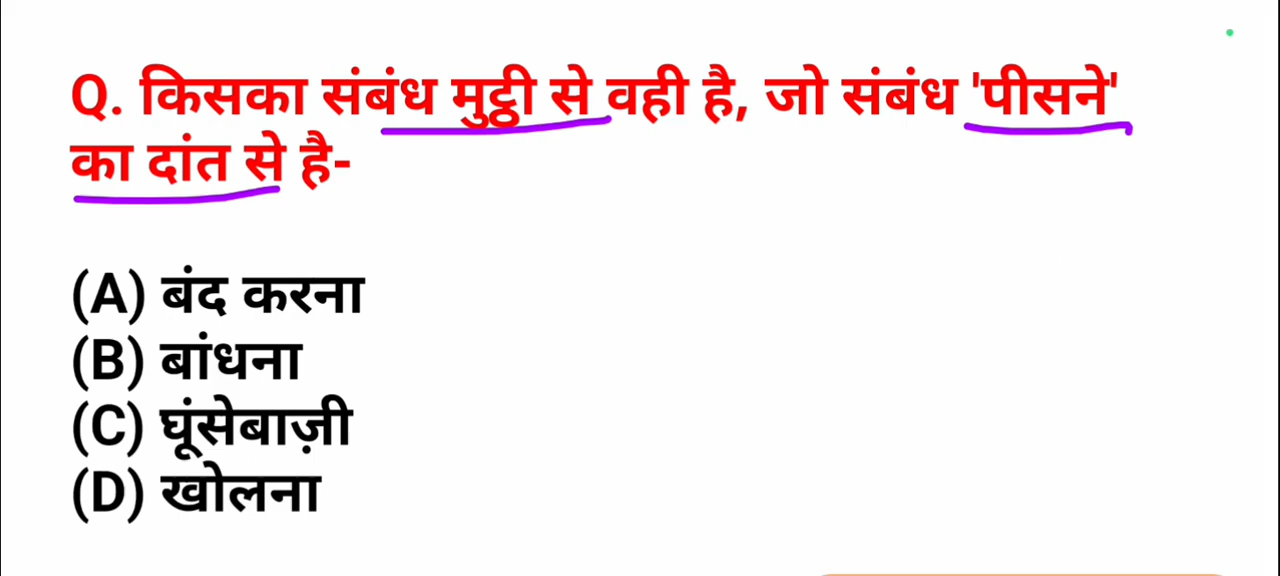 Q. किसका संबंध मुट्ठी से वही है, जो संबंध 'पीसने'
का दांत से है-
(A) बंद करना
(B) बांधना
(C) घूंसेबाज़ी
(D) खोलना